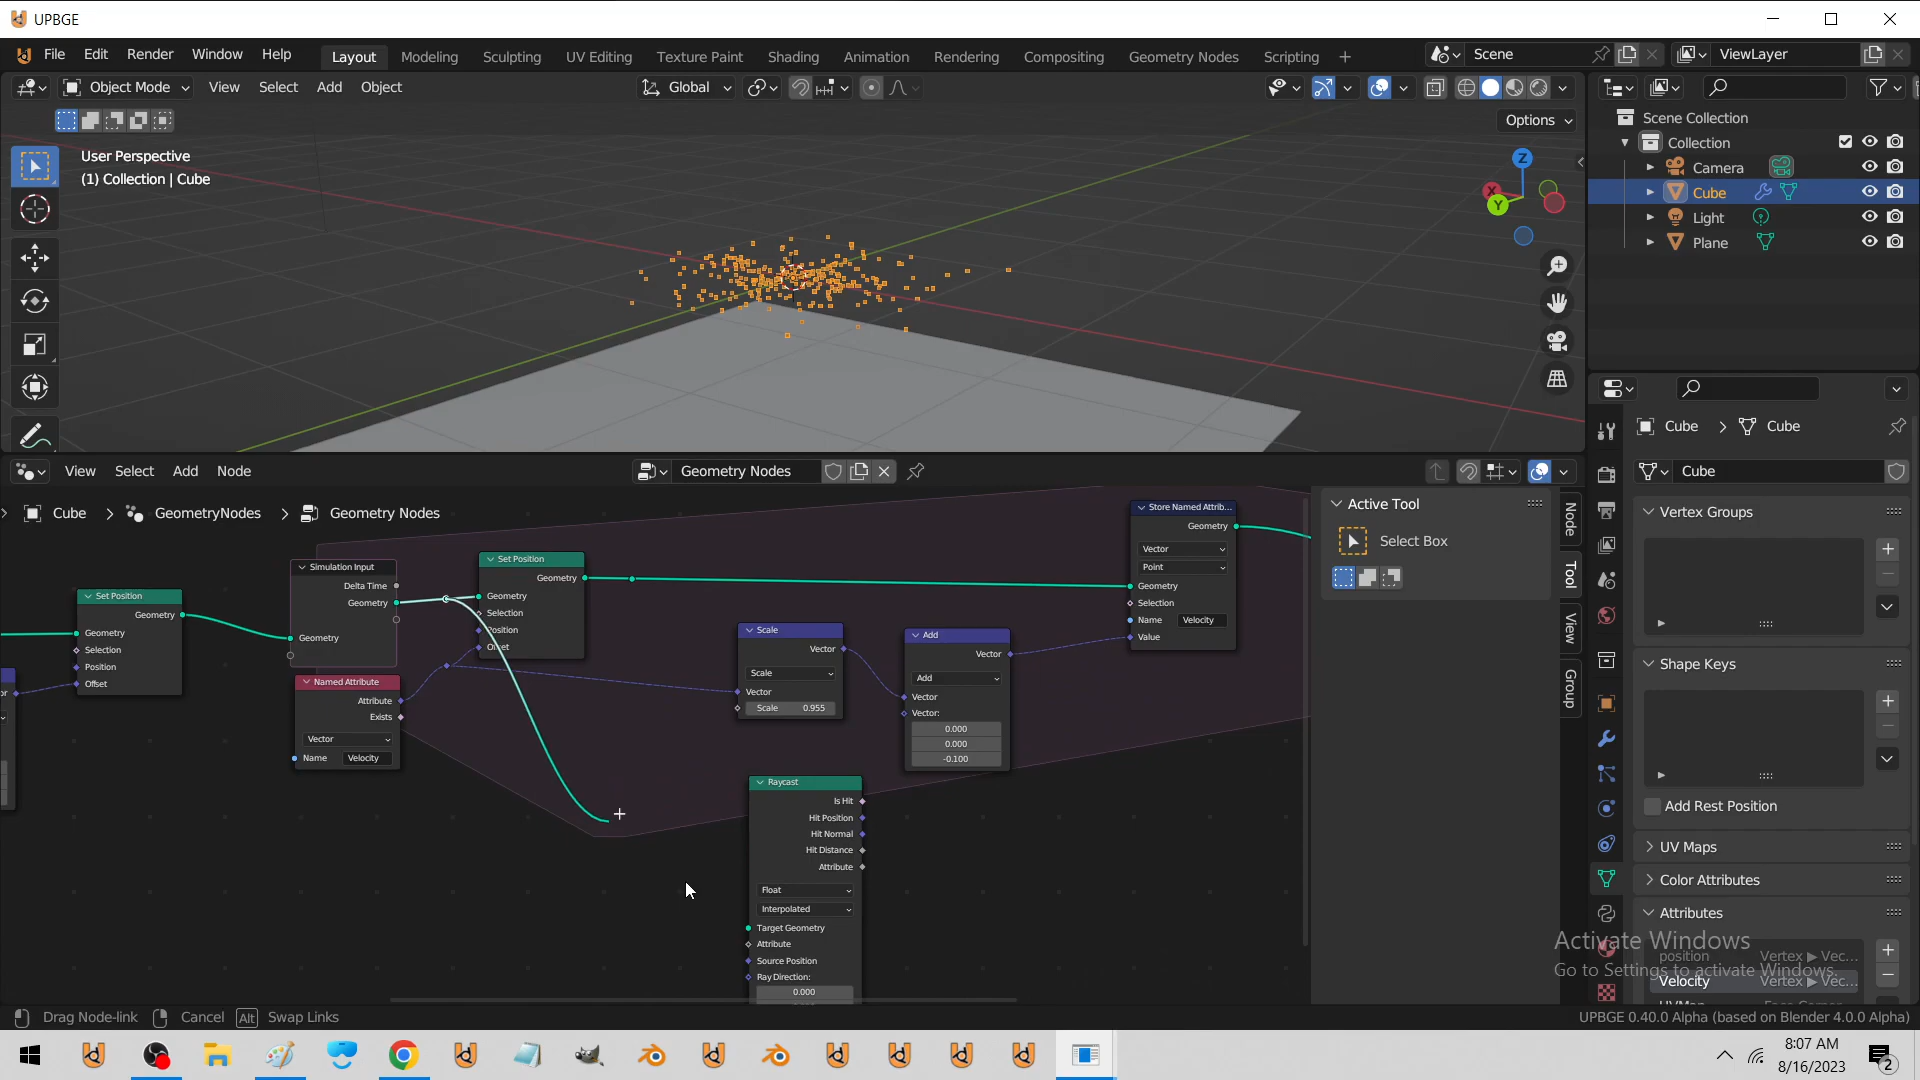 UPBGE
File Edit Render Window Help
Layout Modeling Sculpting UV Editing Texture Paint Shading Animation Rendering Compositing Geometry Nodes Scripting +
Scene
ViewLayer
Object Mode View Select Add Object
Global
Options
User Perspective
(1) Collection | Cube
Z
X
Y
Scene Collection
Collection
Camera
Cube
Light
Plane
View Select Add Node
Geometry Nodes
Cube > GeometryNodes > Geometry Nodes
Set Position
Geometry
Geometry
Selection
Position
Offset
Simulation Input
Delta Time
Geometry
Geometry
Named Attribute
Attribute
Exists
Vector
Name Velocity
Set Position
Geometry
Geometry
Selection
Position
Scale
Vector
Scale
Vector
Scale 0.955
Add
Vector
Add
Vector
Vector:
0.000
0.000
-0.100
Store Named Attrib...
Geometry
Vector
Point
Geometry
Selection
Name Velocity
Value
Raycast
Is Hit
Hit Position
Hit Normal
Hit Distance
Attribute
Float
Interpolated
Target Geometry
Attribute
Source Position
Ray Direction:
0.000
Active Tool
Select Box
Node
Tool
View
Group
Cube > Cube
Cube
Vertex Groups
Shape Keys
Add Rest Position
UV Maps
Color Attributes
Attributes
position Vertex ▶ Vec...
Velocity Vertex ▶ Vec...
Activate Windows
Go to Settings to activate Windows.
Drag Node-link Cancel Alt Swap Links
UPBGE 0.40.0 Alpha (based on Blender 4.0.0 Alpha)
8:07 AM
8/16/2023
2